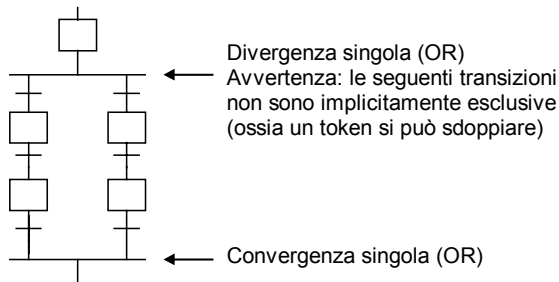 Divergenza singola (OR)
Avvertenza: le seguenti transizioni
non sono implicitamente esclusive
(ossia un token si può sdoppiare)
Convergenza singola (OR)